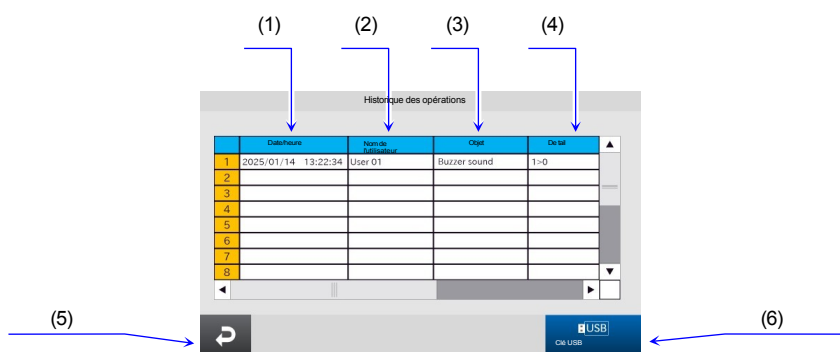 (1) (2) (3) (4)
Historique des opérations
Date/heure Nom de l'utilisateur Objet Detail
1 2025/01/14 13:22:34 User 01 Buzzer sound 1>0
2
3
4
5
6
7
8
(5) (6)
USB
Clé USB